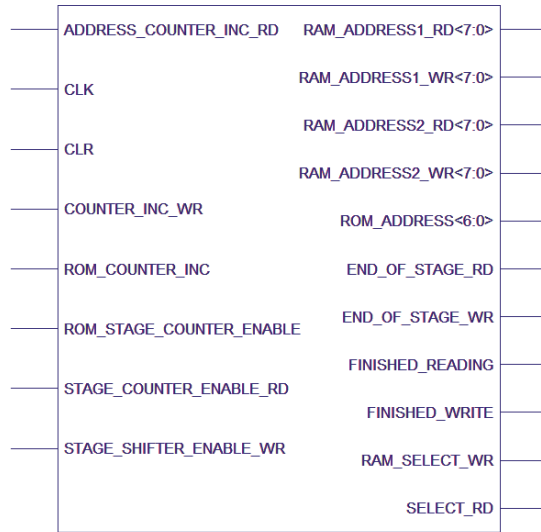 ADDRESS_COUNTER_INC_RD
CLK
CLR
COUNTER_INC_WR
ROM_COUNTER_INC
ROM_STAGE_COUNTER_ENABLE
STAGE_COUNTER_ENABLE_RD
STAGE_SHIFTER_ENABLE_WR
RAM_ADDRESS1_RD<7:0>
RAM_ADDRESS1_WR<7:0>
RAM_ADDRESS2_RD<7:0>
RAM_ADDRESS2_WR<7:0>
ROM_ADDRESS<6:0>
END_OF_STAGE_RD
END_OF_STAGE_WR
FINISHED_READING
FINISHED_WRITE
RAM_SELECT_WR
SELECT_RD